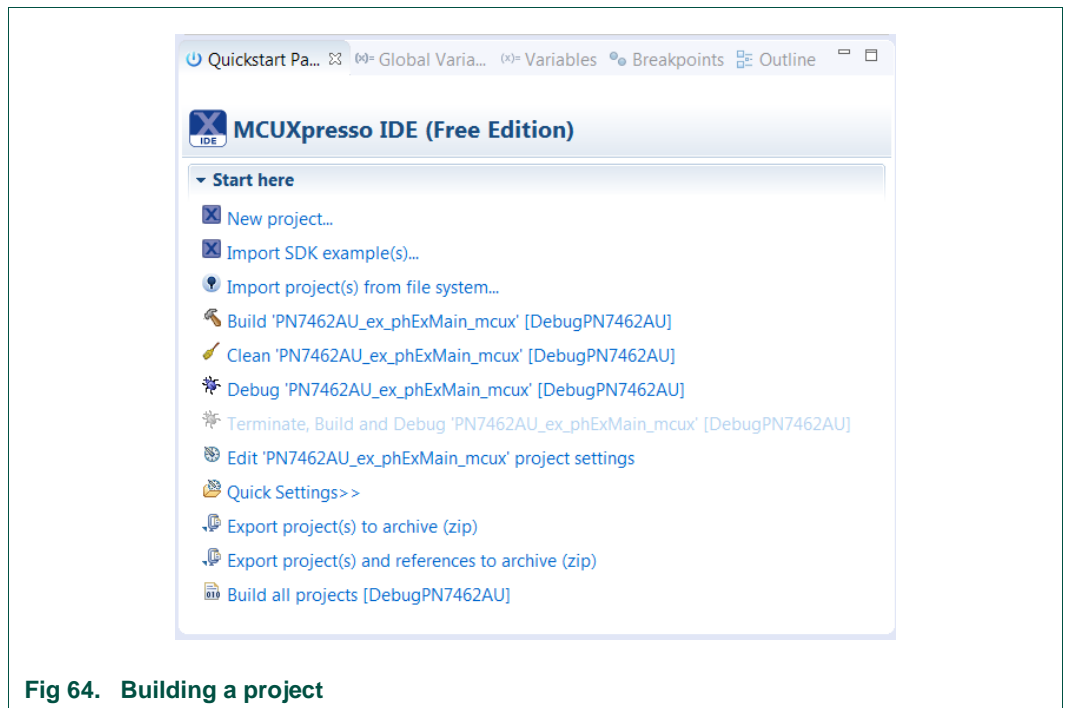 Quickstart Pa... (x)= Global Varia... (x)= Variables Breakpoints Outline
IDE MCUXpresso IDE (Free Edition)
Start here
New project...
Import SDK example(s)...
Import project(s) from file system...
Build 'PN7462AU_ex_phExMain_mcux' [DebugPN7462AU]
Clean 'PN7462AU_ex_phExMain_mcux' [DebugPN7462AU]
Debug 'PN7462AU_ex_phExMain_mcux' [DebugPN7462AU]
Terminate, Build and Debug 'PN7462AU_ex_phExMain_mcux' [DebugPN7462AU]
Edit 'PN7462AU_ex_phExMain_mcux' project settings
Quick Settings>>
Export project(s) to archive (zip)
Export project(s) and references to archive (zip)
010 Build all projects [DebugPN7462AU]
Fig 64. Building a project